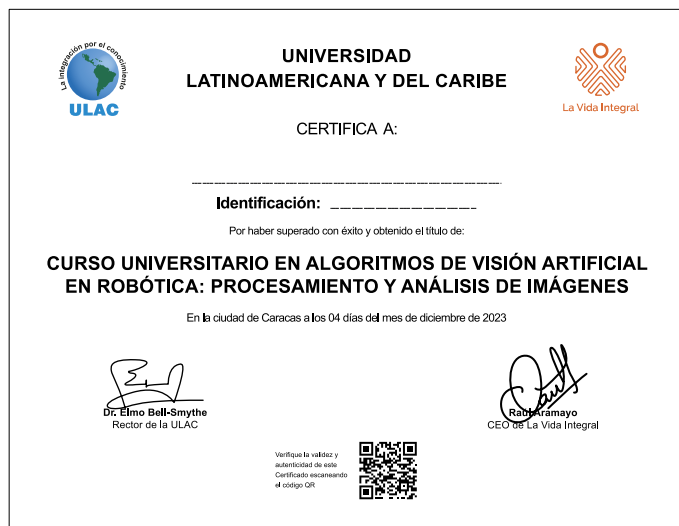 La integración por el conocimiento
ULAC
UNIVERSIDAD
LATINOAMERICANA Y DEL CARIBE
La Vida Integral
CERTIFICA A:
Identificación:
Por haber superado con éxito y obtenido el título de:
CURSO UNIVERSITARIO EN ALGORITMOS DE VISIÓN ARTIFICIAL
EN ROBÓTICA: PROCESAMIENTO Y ANÁLISIS DE IMÁGENES
En la ciudad de Caracas a los 04 días del mes de diciembre de 2023
Dr. Elmo Bell-Smythe
Rector de la ULAC
Raúl Aramayo
CEO de La Vida Integral
Verifique la validez y
autenticidad de este
Certificado escaneando
el código QR